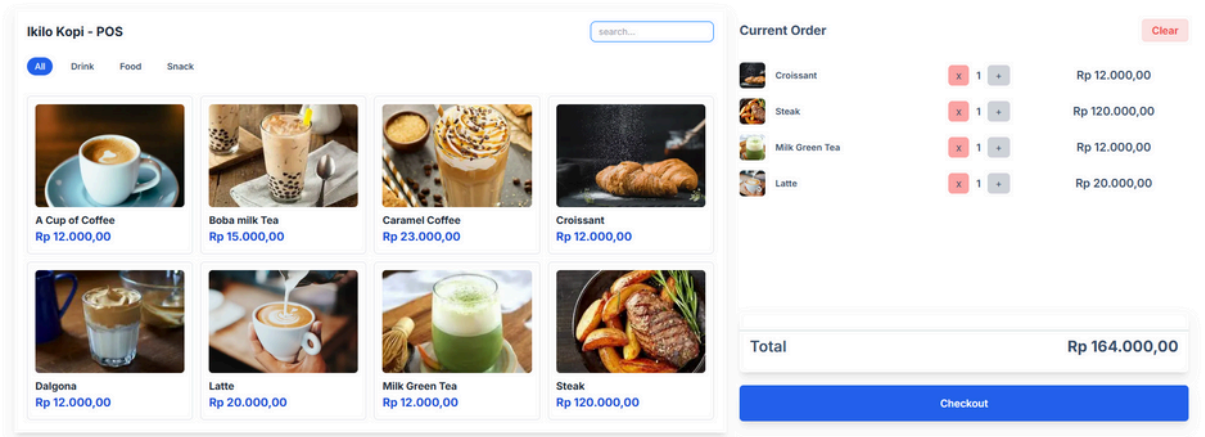 Ikilo Kopi - POS
search...
All Drink Food Snack
A Cup of Coffee
Rp 12.000,00
Boba milk Tea
Rp 15.000,00
Caramel Coffee
Rp 23.000,00
Croissant
Rp 12.000,00
Dalgona
Rp 12.000,00
Latte
Rp 20.000,00
Milk Green Tea
Rp 12.000,00
Steak
Rp 120.000,00
Current Order
Clear
Croissant x 1 + Rp 12.000,00
Steak x 1 + Rp 120.000,00
Milk Green Tea x 1 + Rp 12.000,00
Latte x 1 + Rp 20.000,00
Total Rp 164.000,00
Checkout